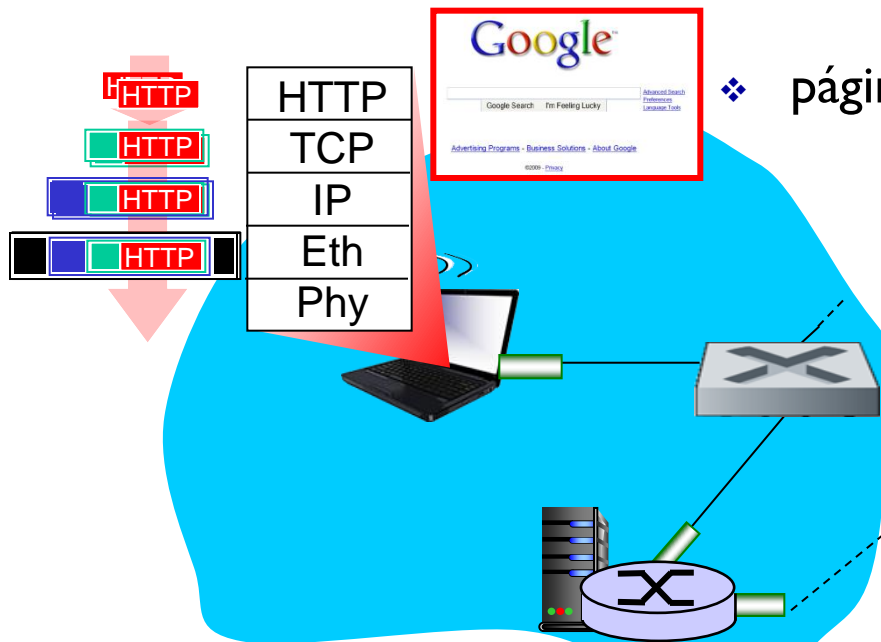 HTTP
HTTP
HTTP
HTTP
HTTP
HTTP
TCP
IP
Eth
Phy
Google
Advanced Search
Preferences
Language Tools
Google Search I'm Feeling Lucky
Advertising Programs - Business Solutions - About Google
©2009 - Privacy
❖ págin